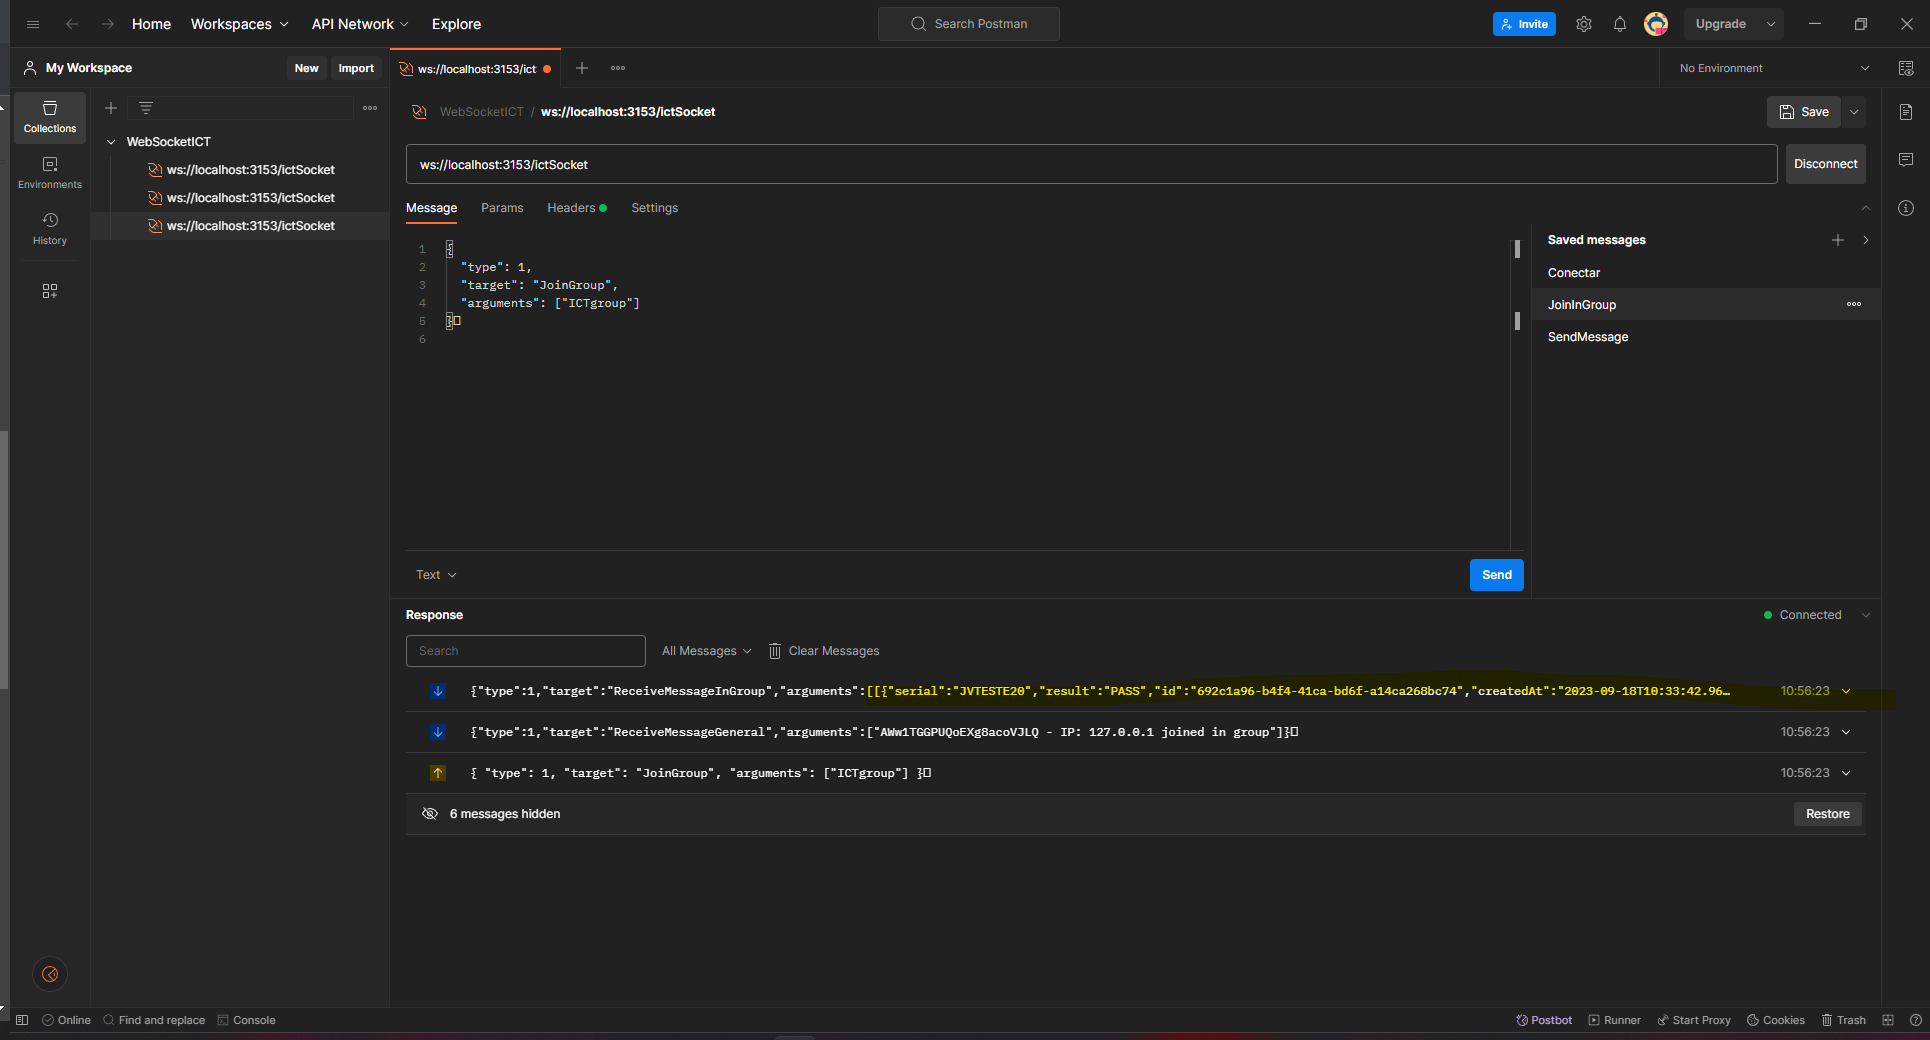 Home Workspaces API Network Explore
Search Postman
Invite
Upgrade
My Workspace
New
Import
ws://localhost:3153/ict
No Environment
Collections
Environments
History
WebSocketICT
ws://localhost:3153/ictSocket
ws://localhost:3153/ictSocket
ws://localhost:3153/ictSocket
WebSocketICT / ws://localhost:3153/ictSocket
Save
ws://localhost:3153/ictSocket
Disconnect
Message Params Headers Settings
1 {
2 "type": 1,
3 "target": "JoinGroup",
4 "arguments": ["ICTgroup"]
5 }
6
Saved messages
Conectar
JoinInGroup
SendMessage
Text
Send
Response
Connected
Search
All Messages
Clear Messages
{"type":1,"target":"ReceiveMessageInGroup","arguments":[[{"serial":"JVTESTE20","result":"PASS","id":"692c1a96-b4f4-41ca-bd6f-a14ca268bc74","createdAt":"2023-09-18T10:33:42.96… 10:56:23
{"type":1,"target":"ReceiveMessageGeneral","arguments":["AWw1TGGPUQoEXg8acoVJLQ - IP: 127.0.0.1 joined in group"]} 10:56:23
{ "type": 1, "target": "JoinGroup", "arguments": ["ICTgroup"] } 10:56:23
6 messages hidden
Restore
Online Find and replace Console
Postbot Runner Start Proxy Cookies Trash